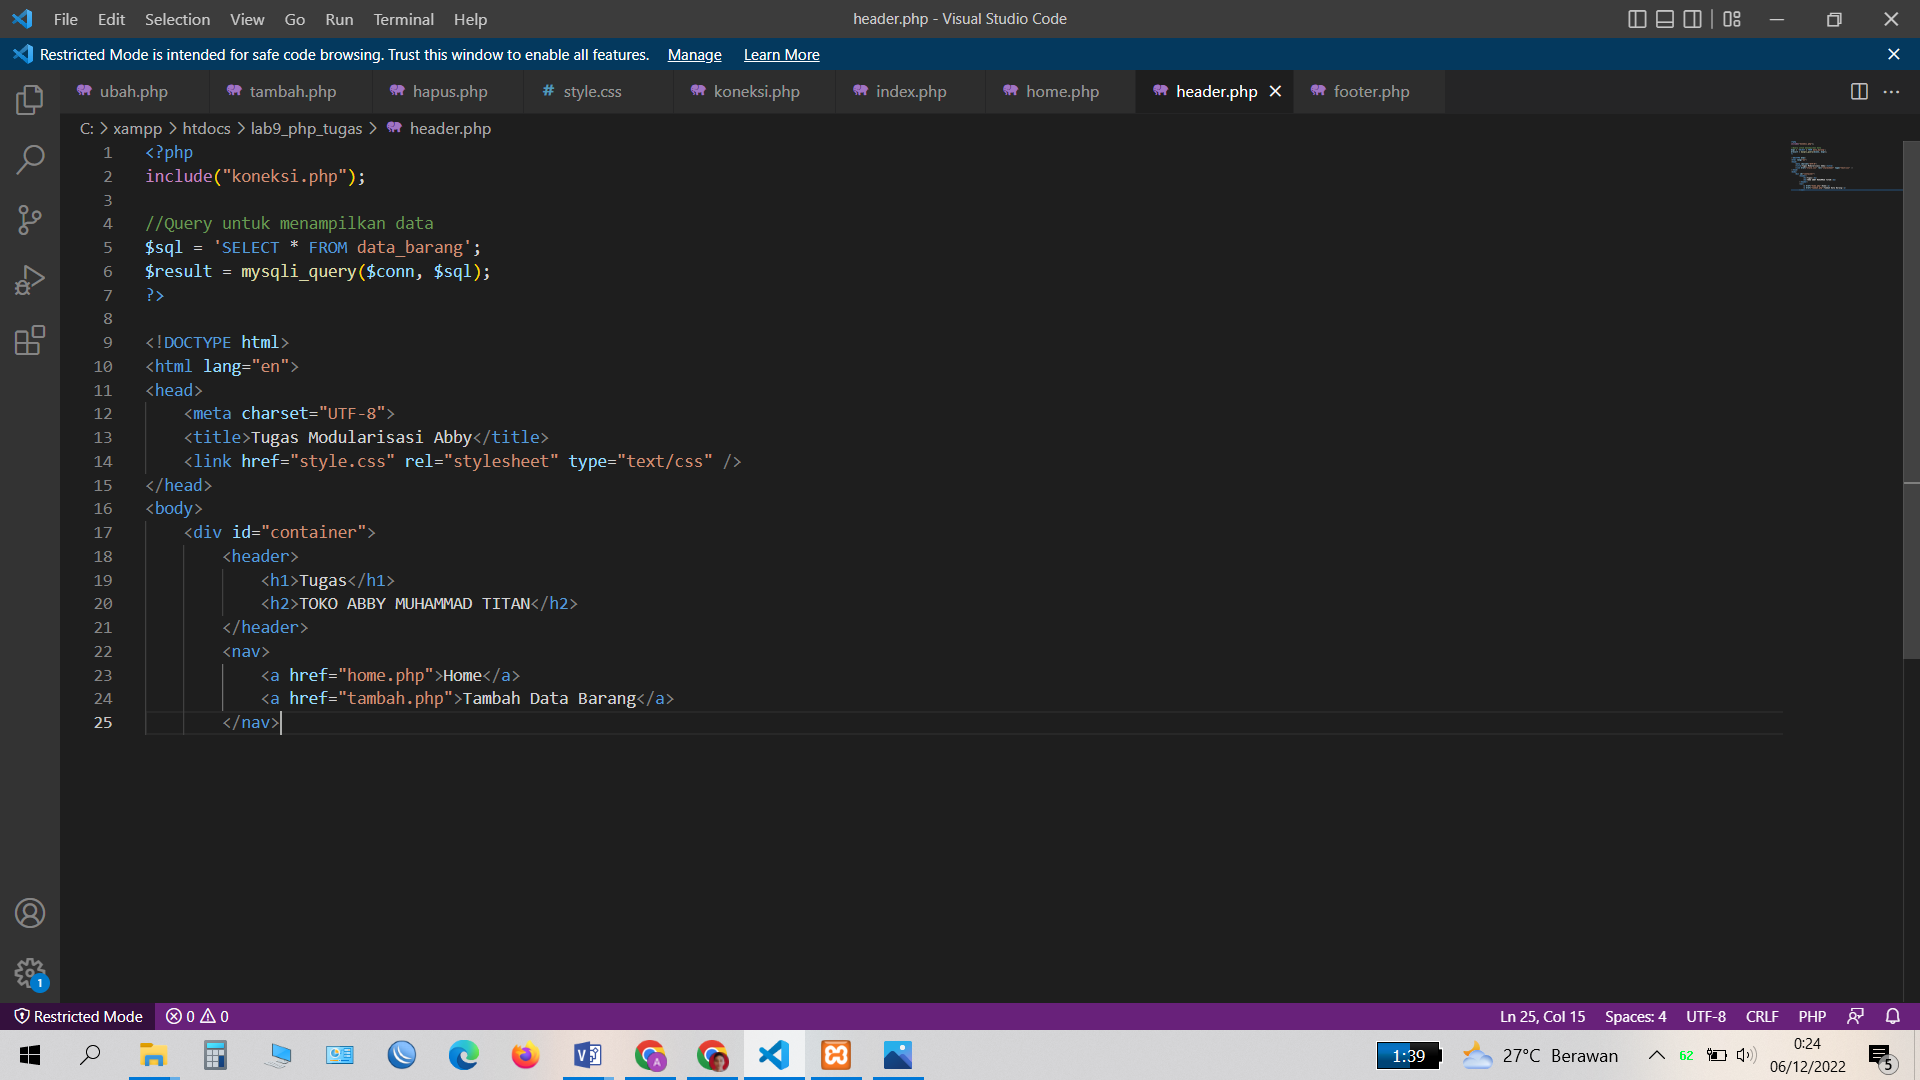 File Edit Selection View Go Run Terminal Help header.php - Visual Studio Code
Restricted Mode is intended for safe code browsing. Trust this window to enable all features. Manage Learn More
ubah.php tambah.php hapus.php # style.css koneksi.php index.php home.php header.php footer.php
C: > xampp > htdocs > lab9_php_tugas > header.php
1 <?php
2 include("koneksi.php");
3
4 //Query untuk menampilkan data
5 $sql = 'SELECT * FROM data_barang';
6 $result = mysqli_query($conn, $sql);
7 ?>
8
9 <!DOCTYPE html>
10 <html lang="en">
11 <head>
12     <meta charset="UTF-8">
13     <title>Tugas Modularisasi Abby</title>
14     <link href="style.css" rel="stylesheet" type="text/css" />
15 </head>
16 <body>
17     <div id="container">
18         <header>
19             <h1>Tugas</h1>
20             <h2>TOKO ABBY MUHAMMAD TITAN</h2>
21         </header>
22         <nav>
23             <a href="home.php">Home</a>
24             <a href="tambah.php">Tambah Data Barang</a>
25         </nav>
1
Restricted Mode 0 0 Ln 25, Col 15 Spaces: 4 UTF-8 CRLF PHP
1:39 27°C Berawan 62 0:24
06/12/2022 5